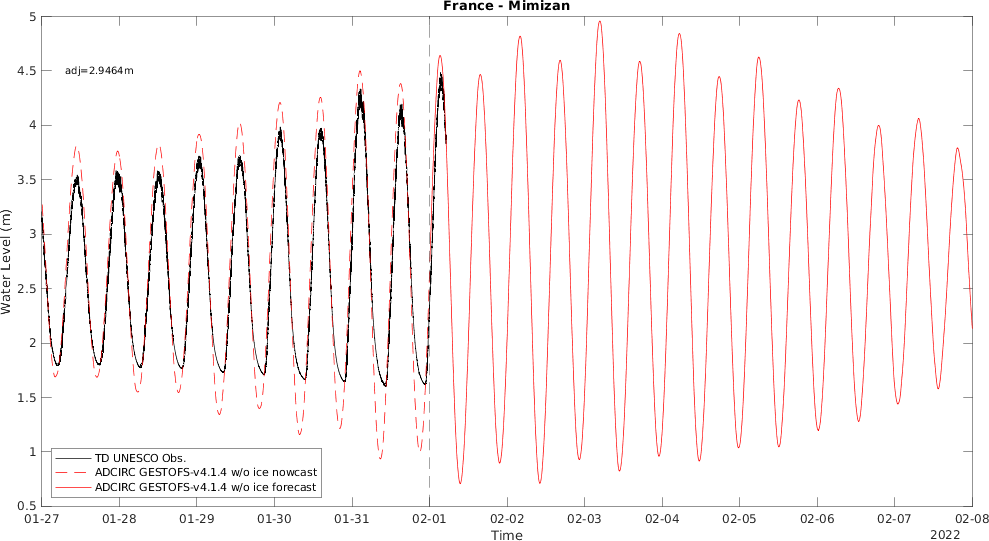 France - Mimizan
5
4.5
4
3.5
3
2.5
2
1.5
1
0.5
Water Level (m)
adj=2.9464m
TD UNESCO Obs.
ADCIRC GESTOFS-v4.1.4 w/o ice nowcast
ADCIRC GESTOFS-v4.1.4 w/o ice forecast
01-27 01-28 01-29 01-30 01-31 02-01 02-02 02-03 02-04 02-05 02-06 02-07 02-08
Time
2022